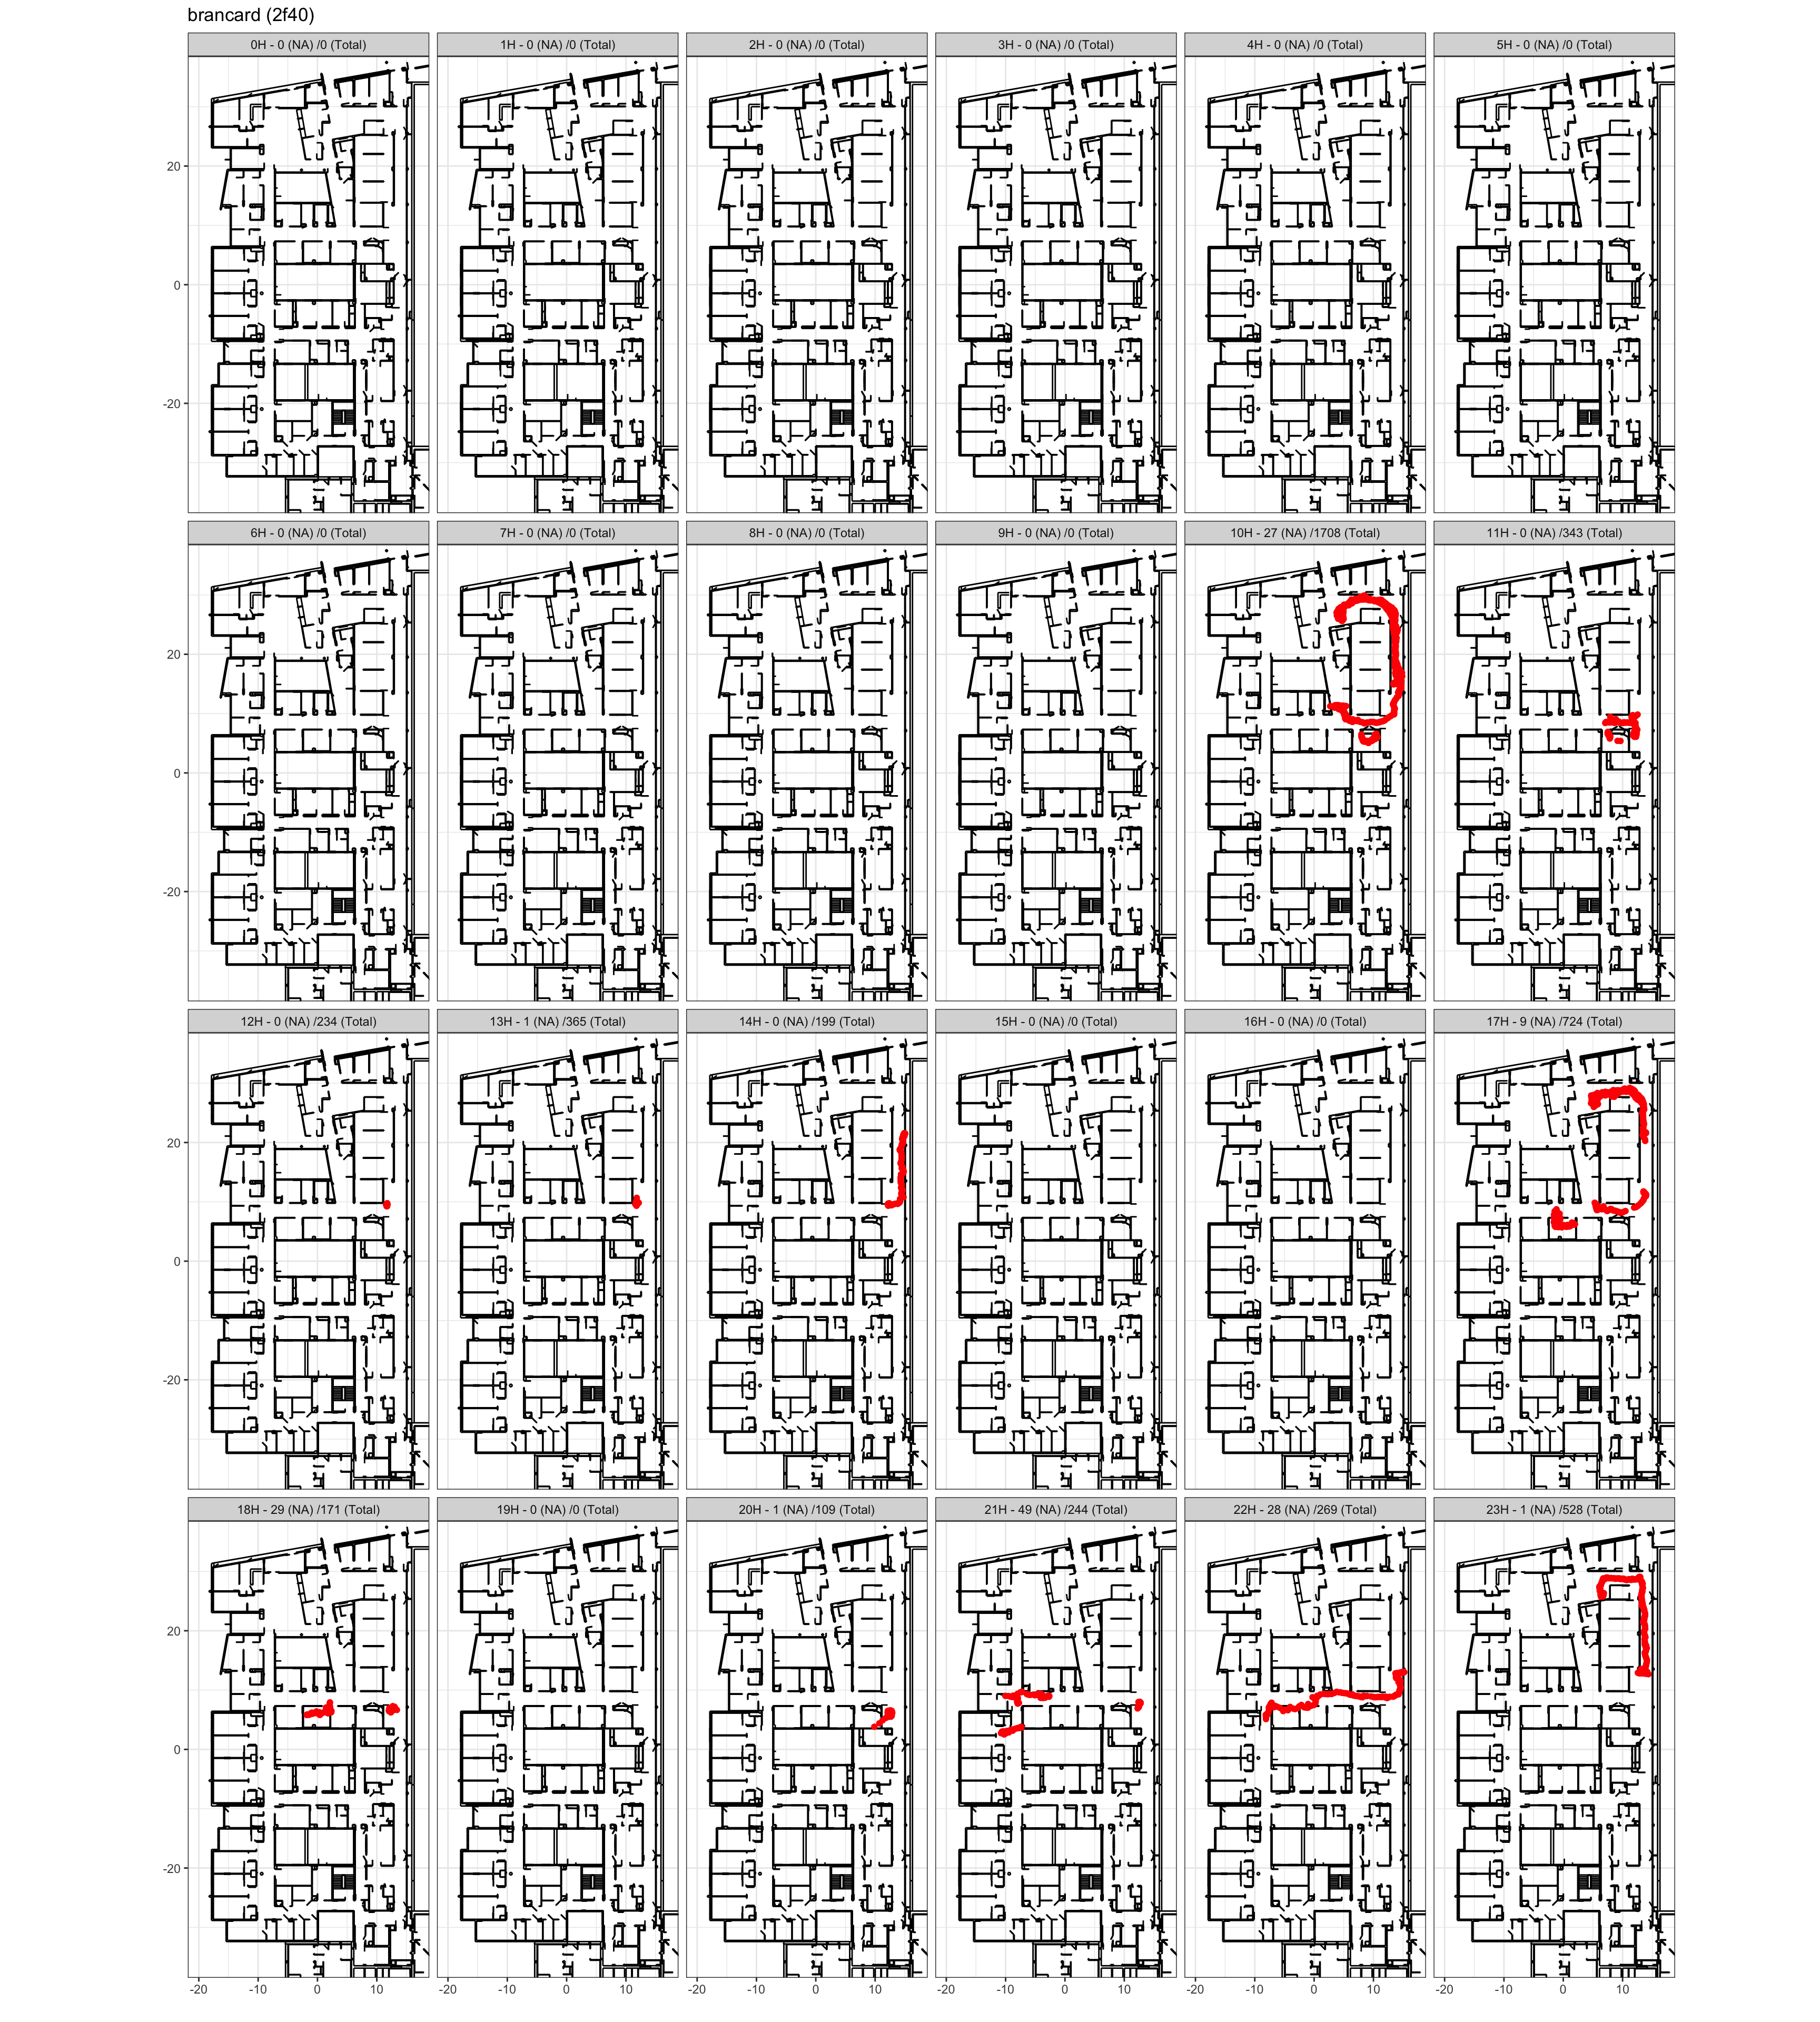 brancard (2f40)
0H - 0 (NA) /0 (Total)
1H - 0 (NA) /0 (Total)
2H - 0 (NA) /0 (Total)
3H - 0 (NA) /0 (Total)
4H - 0 (NA) /0 (Total)
5H - 0 (NA) /0 (Total)
20
0
-20
6H - 0 (NA) /0 (Total)
7H - 0 (NA) /0 (Total)
8H - 0 (NA) /0 (Total)
9H - 0 (NA) /0 (Total)
10H - 27 (NA) /1708 (Total)
11H - 0 (NA) /343 (Total)
20
0
-20
12H - 0 (NA) /234 (Total)
13H - 1 (NA) /365 (Total)
14H - 0 (NA) /199 (Total)
15H - 0 (NA) /0 (Total)
16H - 0 (NA) /0 (Total)
17H - 9 (NA) /724 (Total)
20
0
-20
18H - 29 (NA) /171 (Total)
19H - 0 (NA) /0 (Total)
20H - 1 (NA) /109 (Total)
21H - 49 (NA) /244 (Total)
22H - 28 (NA) /269 (Total)
23H - 1 (NA) /528 (Total)
20
0
-20
-20 -10 0 10 -20 -10 0 10 -20 -10 0 10 -20 -10 0 10 -20 -10 0 10 -20 -10 0 10